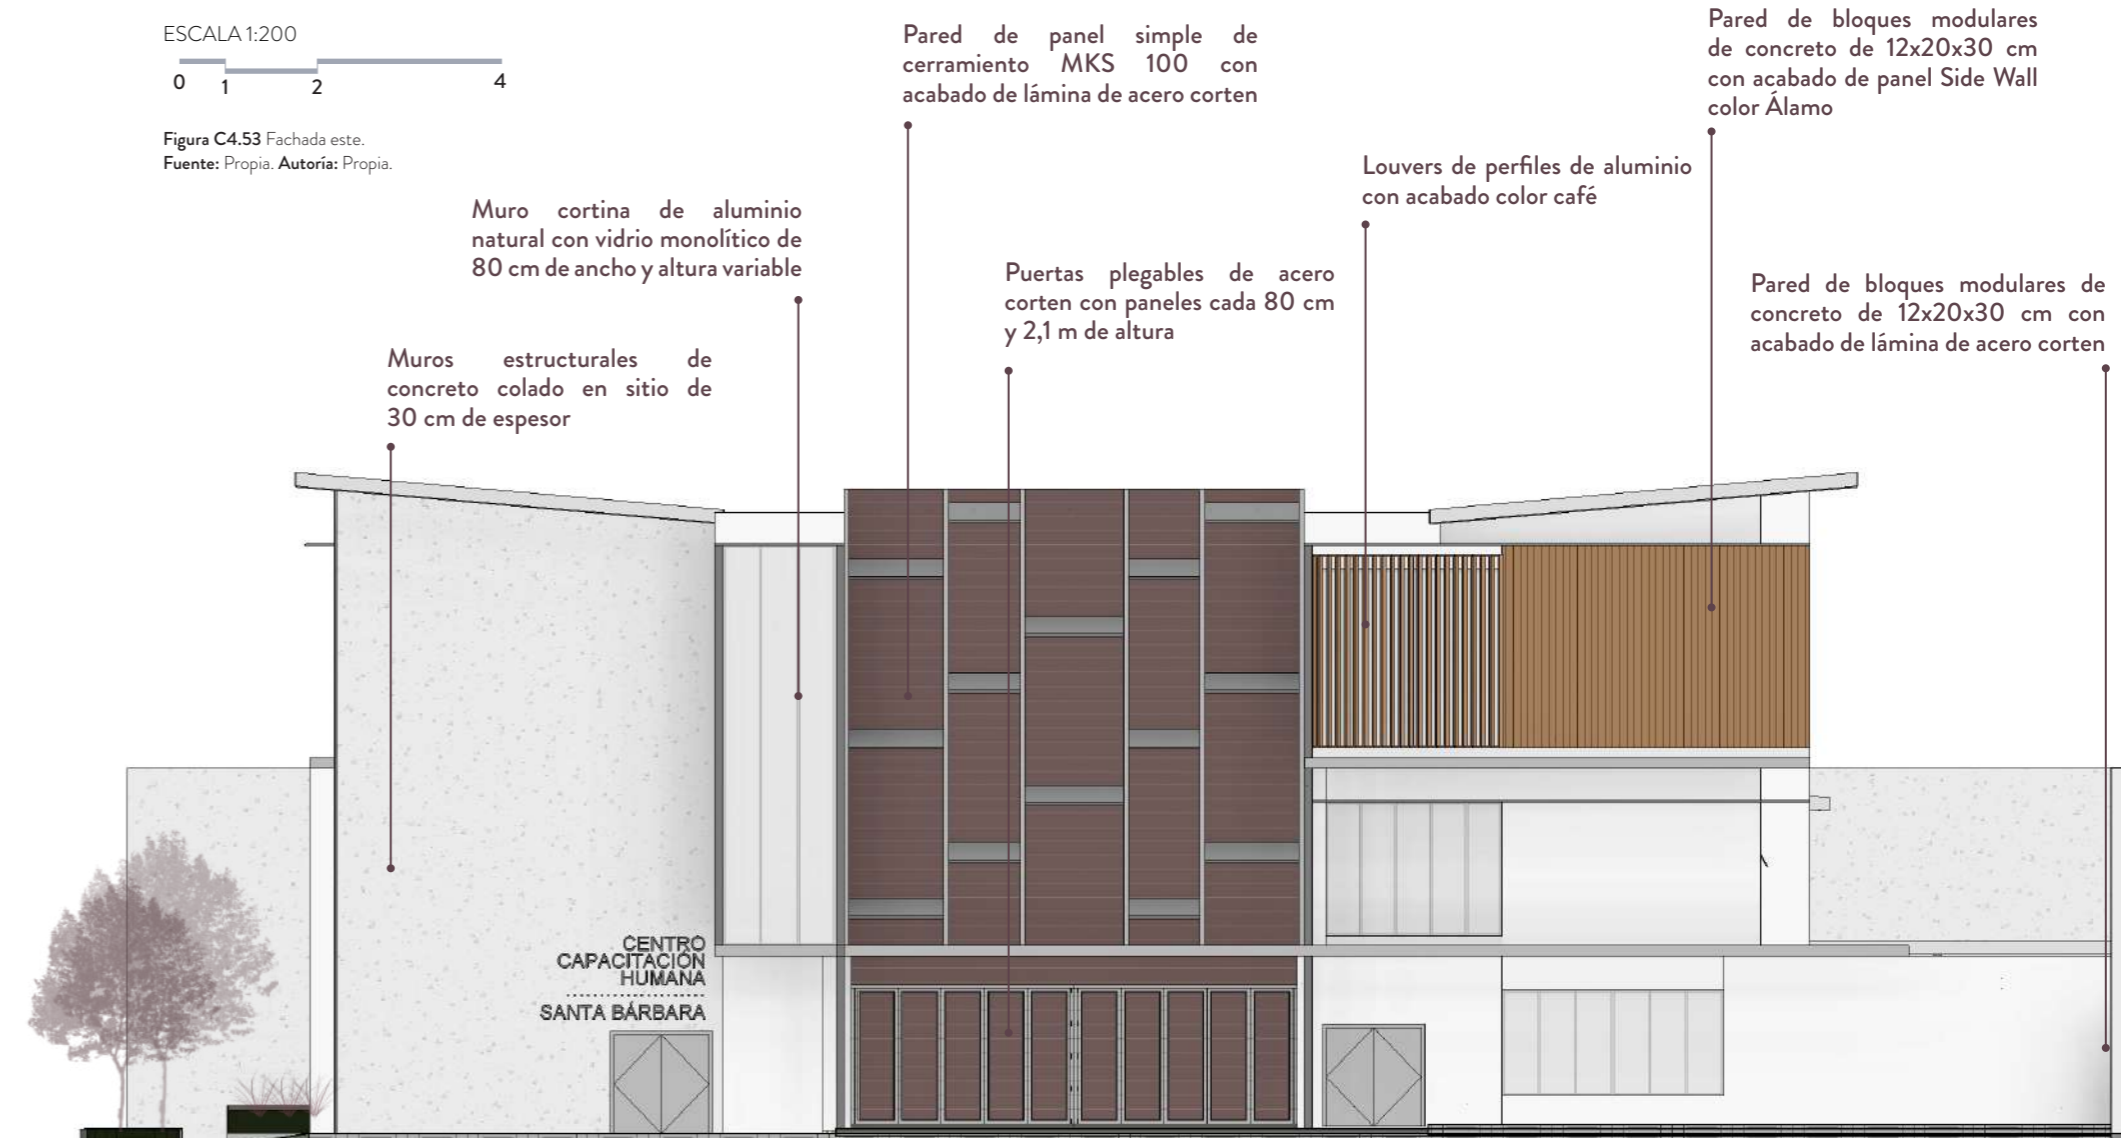 ESCALA 1:200
0 1 2 4
Figura C4.53 Fachada este.
Fuente: Propia. Autoría: Propia.
Muros estructurales de
concreto colado en sitio de
30 cm de espesor
Muro cortina de aluminio
natural con vidrio monolítico de
80 cm de ancho y altura variable
Pared de panel simple de
cerramiento MKS 100 con
acabado de lámina de acero corten
Puertas plegables de acero
corten con paneles cada 80 cm
y 2,1 m de altura
Louvers de perfiles de aluminio
con acabado color café
Pared de bloques modulares
de concreto de 12x20x30 cm
con acabado de panel Side Wall
color Álamo
Pared de bloques modulares de
concreto de 12x20x30 cm con
acabado de lámina de acero corten
CENTRO
CAPACITACIÓN
HUMANA
SANTA BÁRBARA